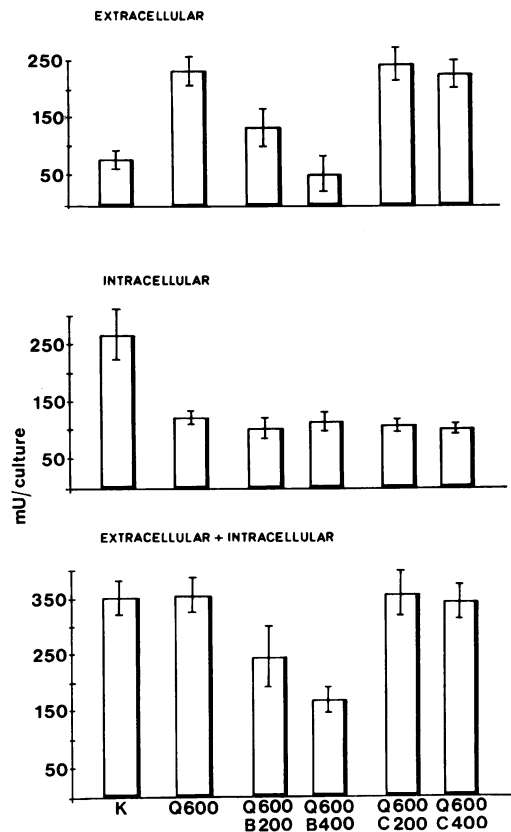 EXTRACELLULAR
250
150
50
INTRACELLULAR
250
150
50
mU/culture
EXTRACELLULAR + INTRACELLULAR
350
250
150
50
K Q600 Q600 Q600 Q600 Q600
B200 B400 C200 C400